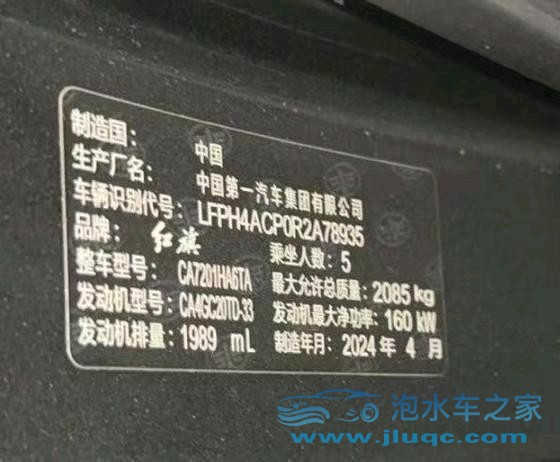 制造国： 中国
生产厂名： 中国第一汽车集团有限公司
车辆识别代号： LFPH4ACP0R2A78935
品牌： 红旗 乘坐人数： 5
整车型号： CA7201HA6TA 最大允许总质量： 2085 kg
发动机型号： CA4GC20TD-33 发动机最大净功率： 160 kW
发动机排量： 1989 mL 制造年月： 2024 年 4 月
泡水车之家
www.jluqc.com